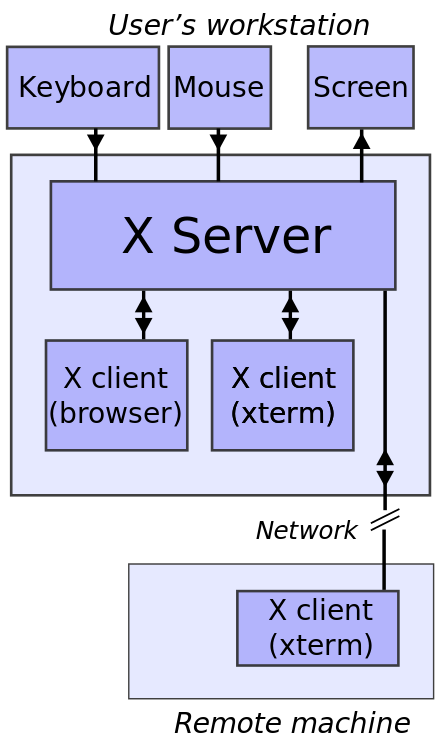 User's workstation
Keyboard
Mouse
Screen
X Server
X client
(browser)
X client
(xterm)
Network
X client
(xterm)
Remote machine